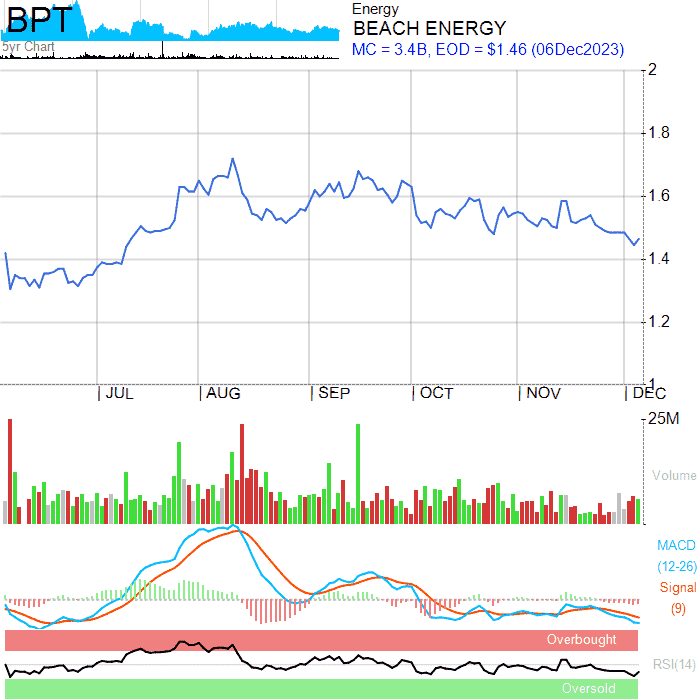 BPT
5yr Chart
Energy
BEACH ENERGY
MC = 3.4B, EOD = $1.46 (06Dec2023)
2
1.8
1.6
1.4
1.2
1
JUL AUG SEP OCT NOV DEC
25M
Volume
MACD
(12-26)
Signal
(9)
Overbought
RSI(14)
Oversold